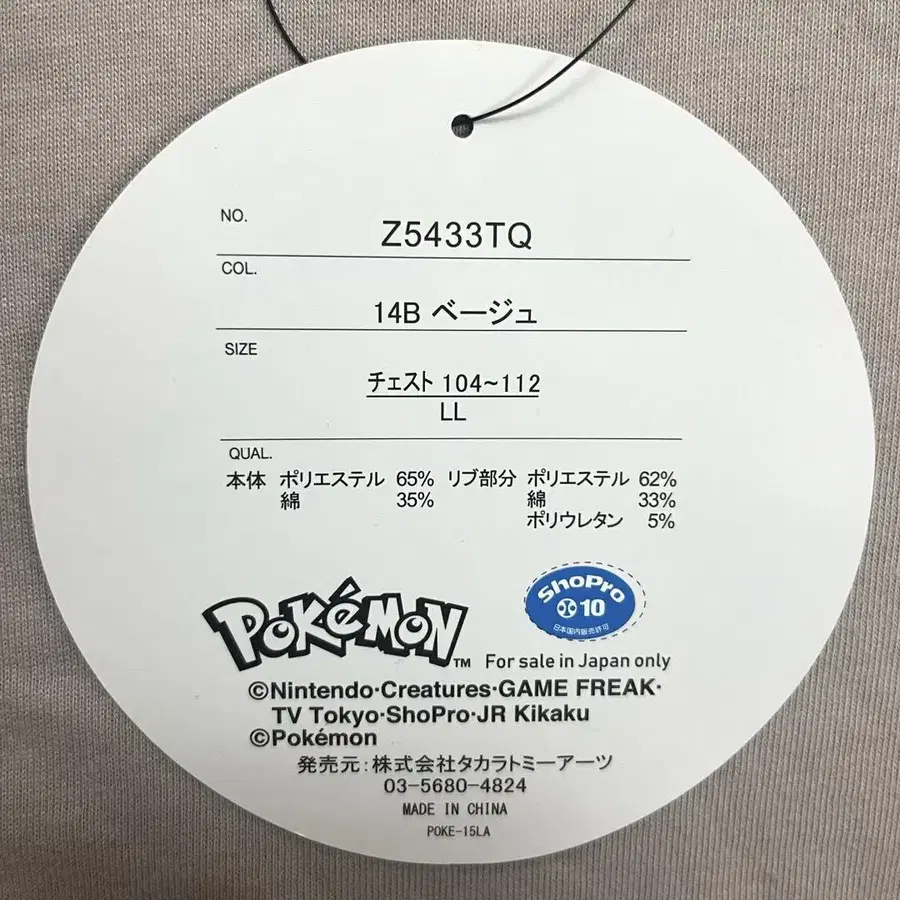 NO.
Z5433TQ
COL.
14B ベージュ
SIZE
チェスト 104~112
LL
QUAL.
本体 ポリエステル 65% リブ部分 ポリエステル 62%
綿 35% 綿 33%
ポリウレタン 5%
ShoPro
10
日本国内販売許可
POKéMON
TM For sale in Japan only
©Nintendo·Creatures·GAME FREAK·
TV Tokyo·ShoPro·JR Kikaku
©Pokémon
発売元:株式会社タカラトミーアーツ
03-5680-4824
MADE IN CHINA
POKE-15LA